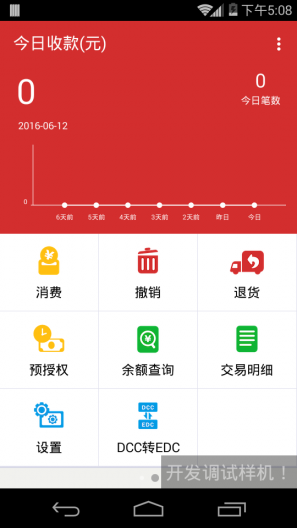 下午5:08
今日收款(元)
0
0
今日笔数
2016-06-12
0
6天前 5天前 4天前 3天前 2天前 昨日 今日
消费 撤销 退货
预授权 余额查询 交易明细
DCC
EDC
设置 DCC转EDC
开发调试样机！